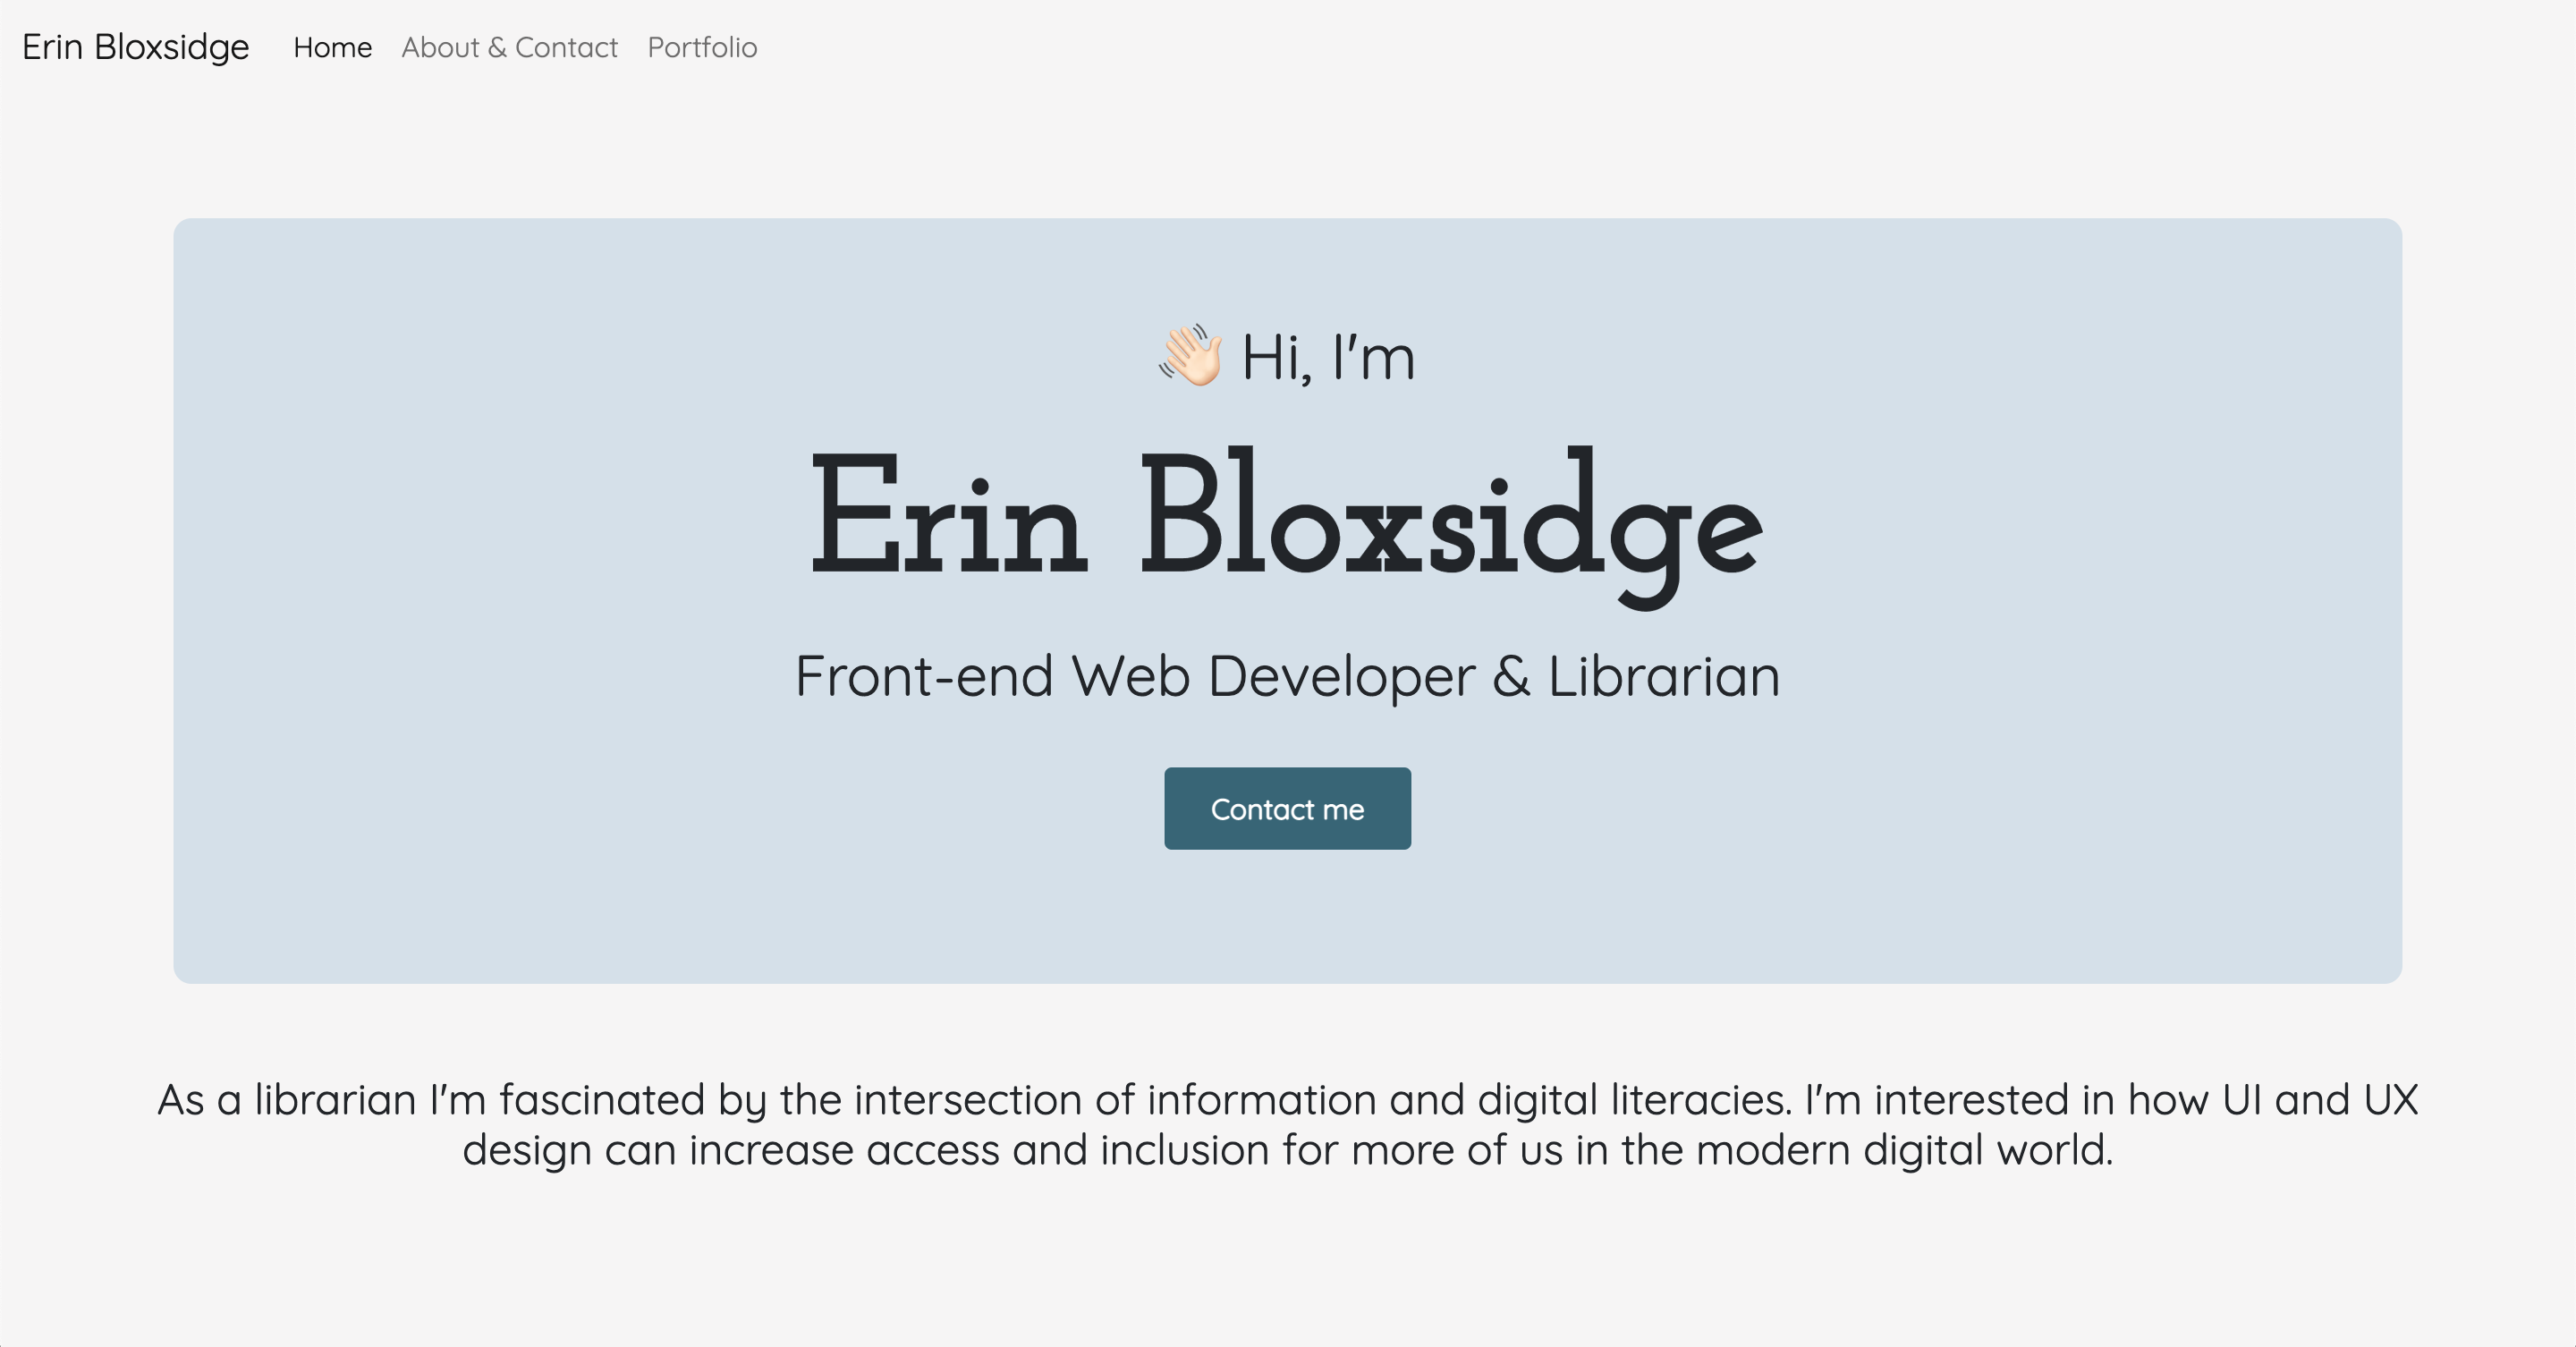 Erin Bloxsidge Home About & Contact Portfolio
👋🏻 Hi, I'm
Erin Bloxsidge
Front-end Web Developer & Librarian
Contact me
As a librarian I'm fascinated by the intersection of information and digital literacies. I'm interested in how UI and UX
design can increase access and inclusion for more of us in the modern digital world.